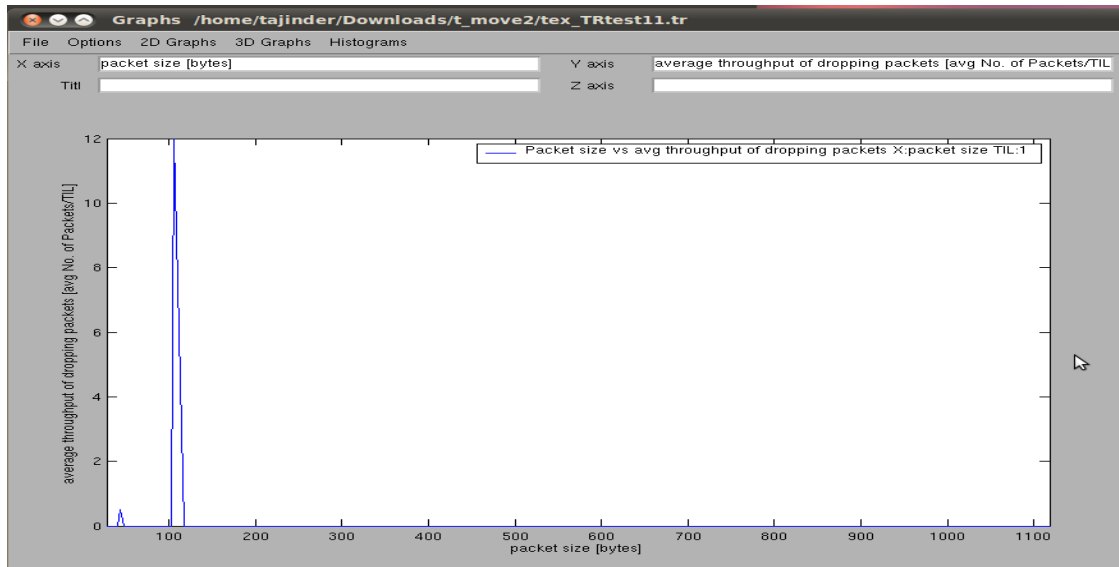 Graphs /home/tajinder/Downloads/t_move2/tex_TRtest11.tr
File Options 2D Graphs 3D Graphs Histograms
X axis packet size [bytes] Y axis average throughput of dropping packets [avg No. of Packets/TIL
Titl Z axis
Packet size vs avg throughput of dropping packets X:packet size TIL:1
average throughput of dropping packets [avg No. of Packets/TIL]
12
10
8
6
4
2
0
100 200 300 400 500 600 700 800 900 1000 1100
packet size [bytes]